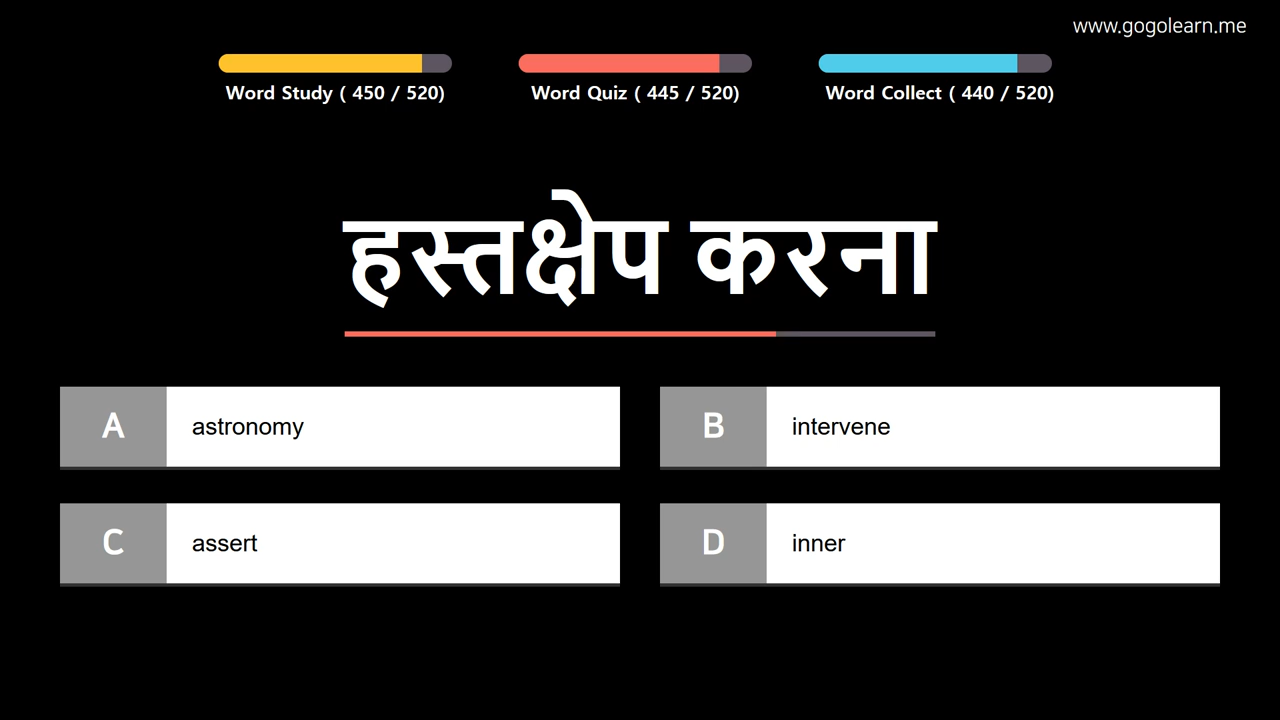 www.gogolearn.me
Word Study ( 450 / 520)
Word Quiz ( 445 / 520)
Word Collect ( 440 / 520)
हस्तक्षेप करना
A astronomy
B intervene
C assert
D inner